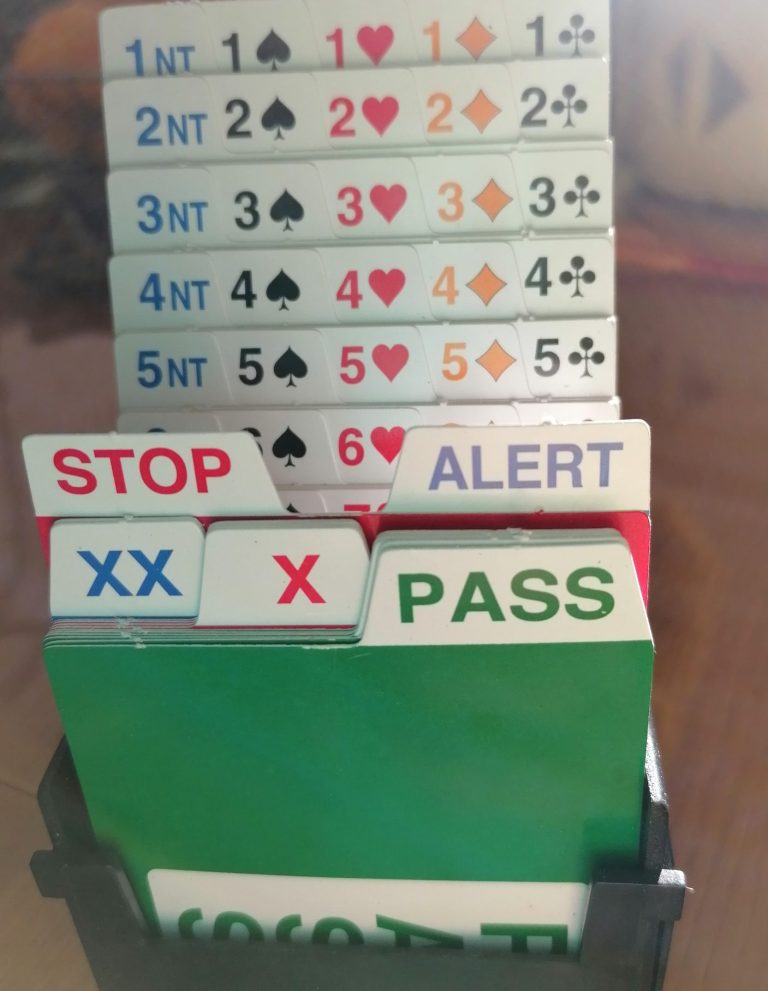 1NT 1♠ 1♥ 1♦ 1♣
2NT 2♠ 2♥ 2♦ 2♣
3NT 3♠ 3♥ 3♦ 3♣
4NT 4♠ 4♥ 4♦ 4♣
5NT 5♠ 5♥ 5♦ 5♣
6♠ 6♥
STOP ALERT
XX X PASS
PASS